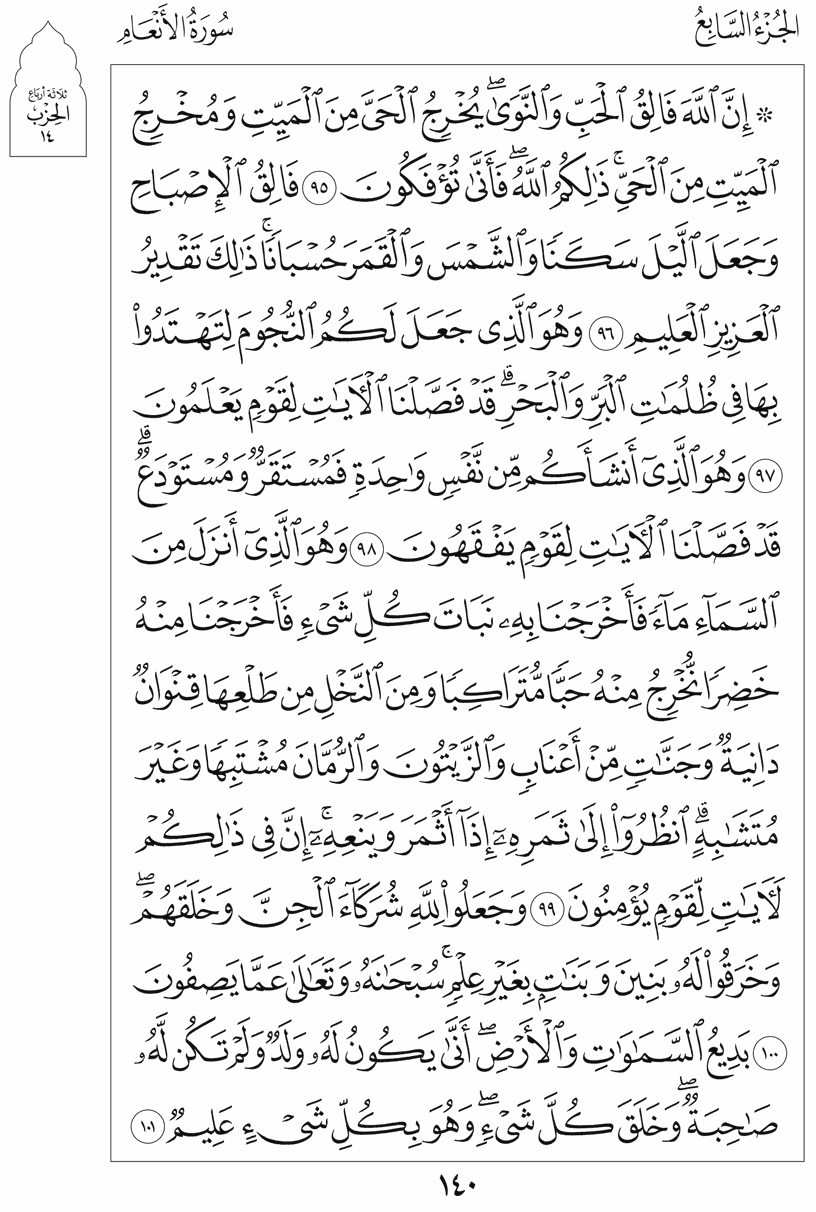 الجُزْءُ السَّابِعُ
سُورَةُ الأَنْعَامِ
ثلاثة أرباع
الحِزْبِ
١٤
۞ إِنَّ ٱللَّهَ فَالِقُ ٱلْحَبِّ وَٱلنَّوَىٰۖ يُخْرِجُ ٱلْحَىَّ مِنَ ٱلْمَيِّتِ وَمُخْرِجُ
ٱلْمَيِّتِ مِنَ ٱلْحَىِّۚ ذَٰلِكُمُ ٱللَّهُۖ فَأَنَّىٰ تُؤْفَكُونَ ٩٥ فَالِقُ ٱلْإِصْبَاحِ
وَجَعَلَ ٱلَّيْلَ سَكَنًا وَٱلشَّمْسَ وَٱلْقَمَرَ حُسْبَانًاۚ ذَٰلِكَ تَقْدِيرُ
ٱلْعَزِيزِ ٱلْعَلِيمِ ٩٦ وَهُوَ ٱلَّذِى جَعَلَ لَكُمُ ٱلنُّجُومَ لِتَهْتَدُوا۟
بِهَا فِى ظُلُمَٰتِ ٱلْبَرِّ وَٱلْبَحْرِۗ قَدْ فَصَّلْنَا ٱلْءَايَٰتِ لِقَوْمٍ يَعْلَمُونَ
٩٧ وَهُوَ ٱلَّذِىٓ أَنشَأَكُم مِّن نَّفْسٍ وَٰحِدَةٍ فَمُسْتَقَرٌّ وَمُسْتَوْدَعٌۗ
قَدْ فَصَّلْنَا ٱلْءَايَٰتِ لِقَوْمٍ يَفْقَهُونَ ٩٨ وَهُوَ ٱلَّذِىٓ أَنزَلَ مِنَ
ٱلسَّمَآءِ مَآءً فَأَخْرَجْنَا بِهِۦ نَبَاتَ كُلِّ شَىْءٍ فَأَخْرَجْنَا مِنْهُ
خَضِرًا نُّخْرِجُ مِنْهُ حَبًّا مُّتَرَاكِبًا وَمِنَ ٱلنَّخْلِ مِن طَلْعِهَا قِنْوَانٌ
دَانِيَةٌ وَجَنَّٰتٍ مِّنْ أَعْنَابٍ وَٱلزَّيْتُونَ وَٱلرُّمَّانَ مُشْتَبِهًا وَغَيْرَ
مُتَشَٰبِهٍۗ ٱنظُرُوٓا۟ إِلَىٰ ثَمَرِهِۦٓ إِذَآ أَثْمَرَ وَيَنْعِهِۦٓۚ إِنَّ فِى ذَٰلِكُمْ
لَءَايَٰتٍ لِّقَوْمٍ يُؤْمِنُونَ ٩٩ وَجَعَلُوا۟ لِلَّهِ شُرَكَآءَ ٱلْجِنَّ وَخَلَقَهُمْۖ
وَخَرَقُوا۟ لَهُۥ بَنِينَ وَبَنَٰتٍۭ بِغَيْرِ عِلْمٍۚ سُبْحَٰنَهُۥ وَتَعَٰلَىٰ عَمَّا يَصِفُونَ
١٠٠ بَدِيعُ ٱلسَّمَٰوَٰتِ وَٱلْأَرْضِۖ أَنَّىٰ يَكُونُ لَهُۥ وَلَدٌ وَلَمْ تَكُن لَّهُۥ
صَٰحِبَةٌۖ وَخَلَقَ كُلَّ شَىْءٍۖ وَهُوَ بِكُلِّ شَىْءٍ عَلِيمٌ ١٠١
١٤٠